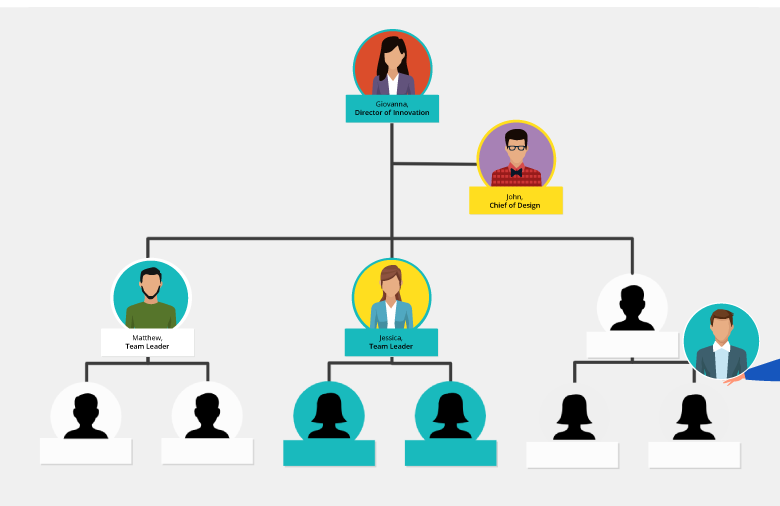 Giovanna,
Director of Innovation
John,
Chief of Design
Matthew,
Team Leader
Jessica,
Team Leader